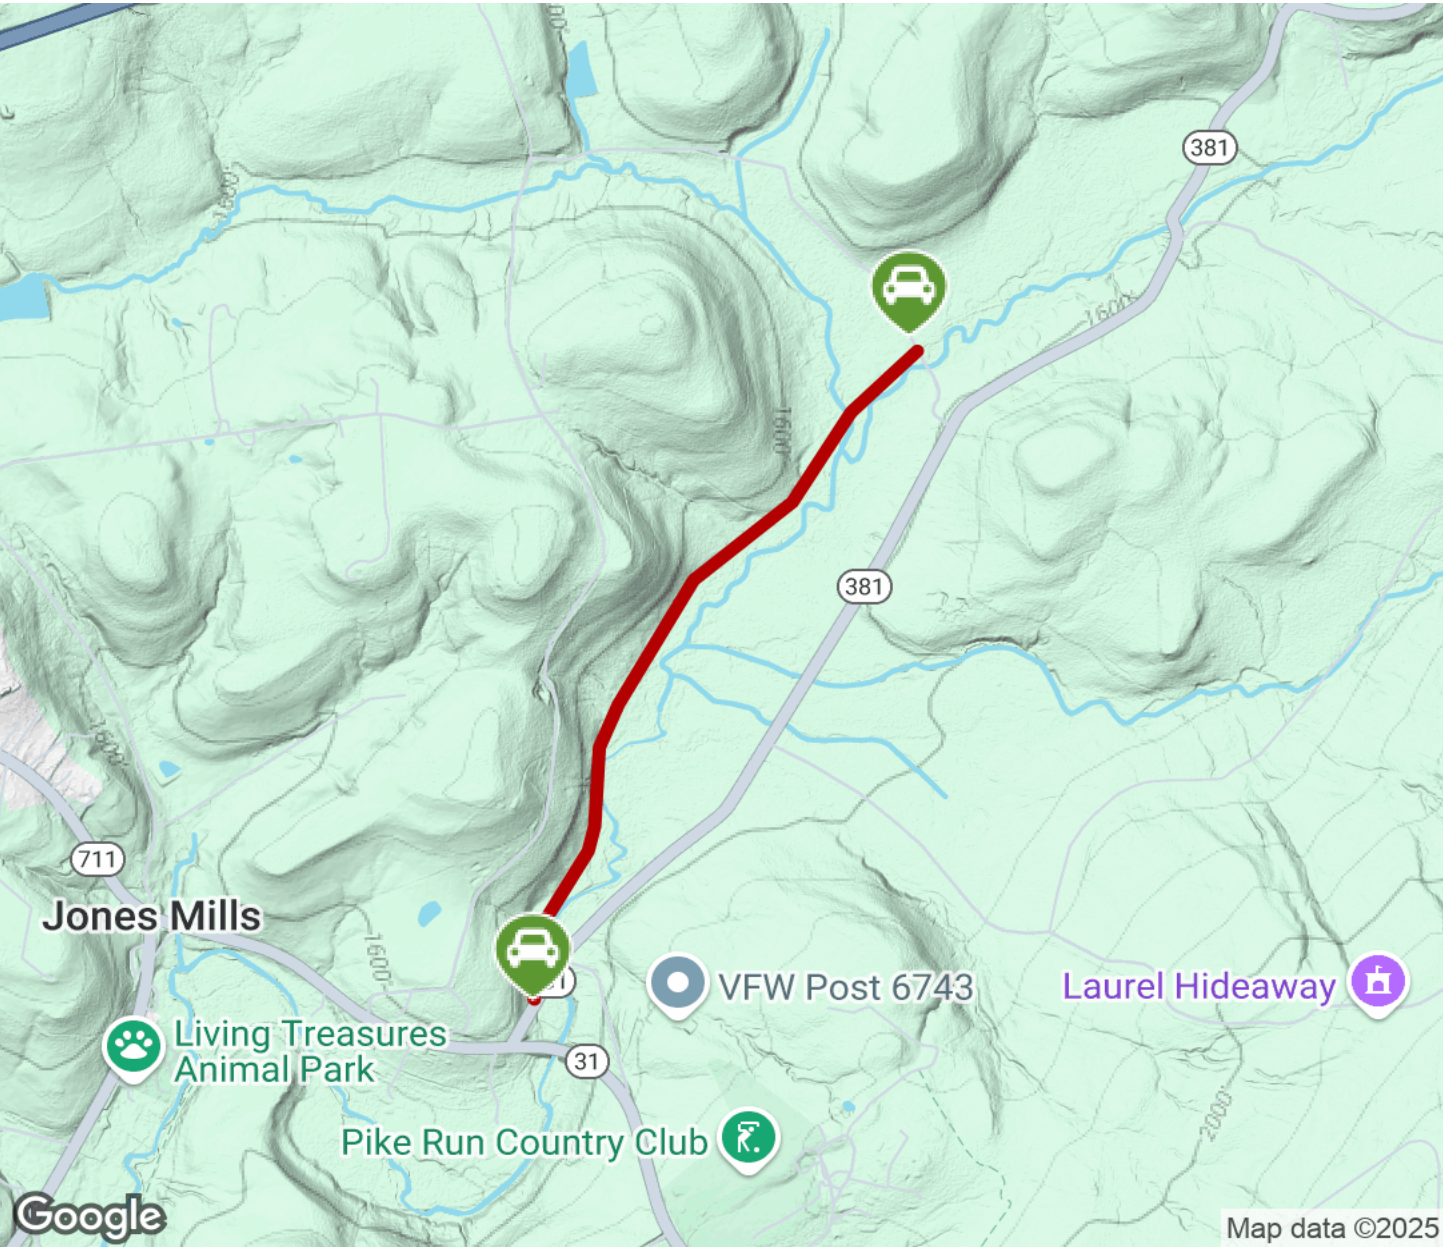 381
1600'
1600'
1600'
381
1600'
711
Jones Mills
1600'
VFW Post 6743
Laurel Hideaway
Living Treasures
Animal Park
31
Pike Run Country Club
2000'
Google
Map data ©2025